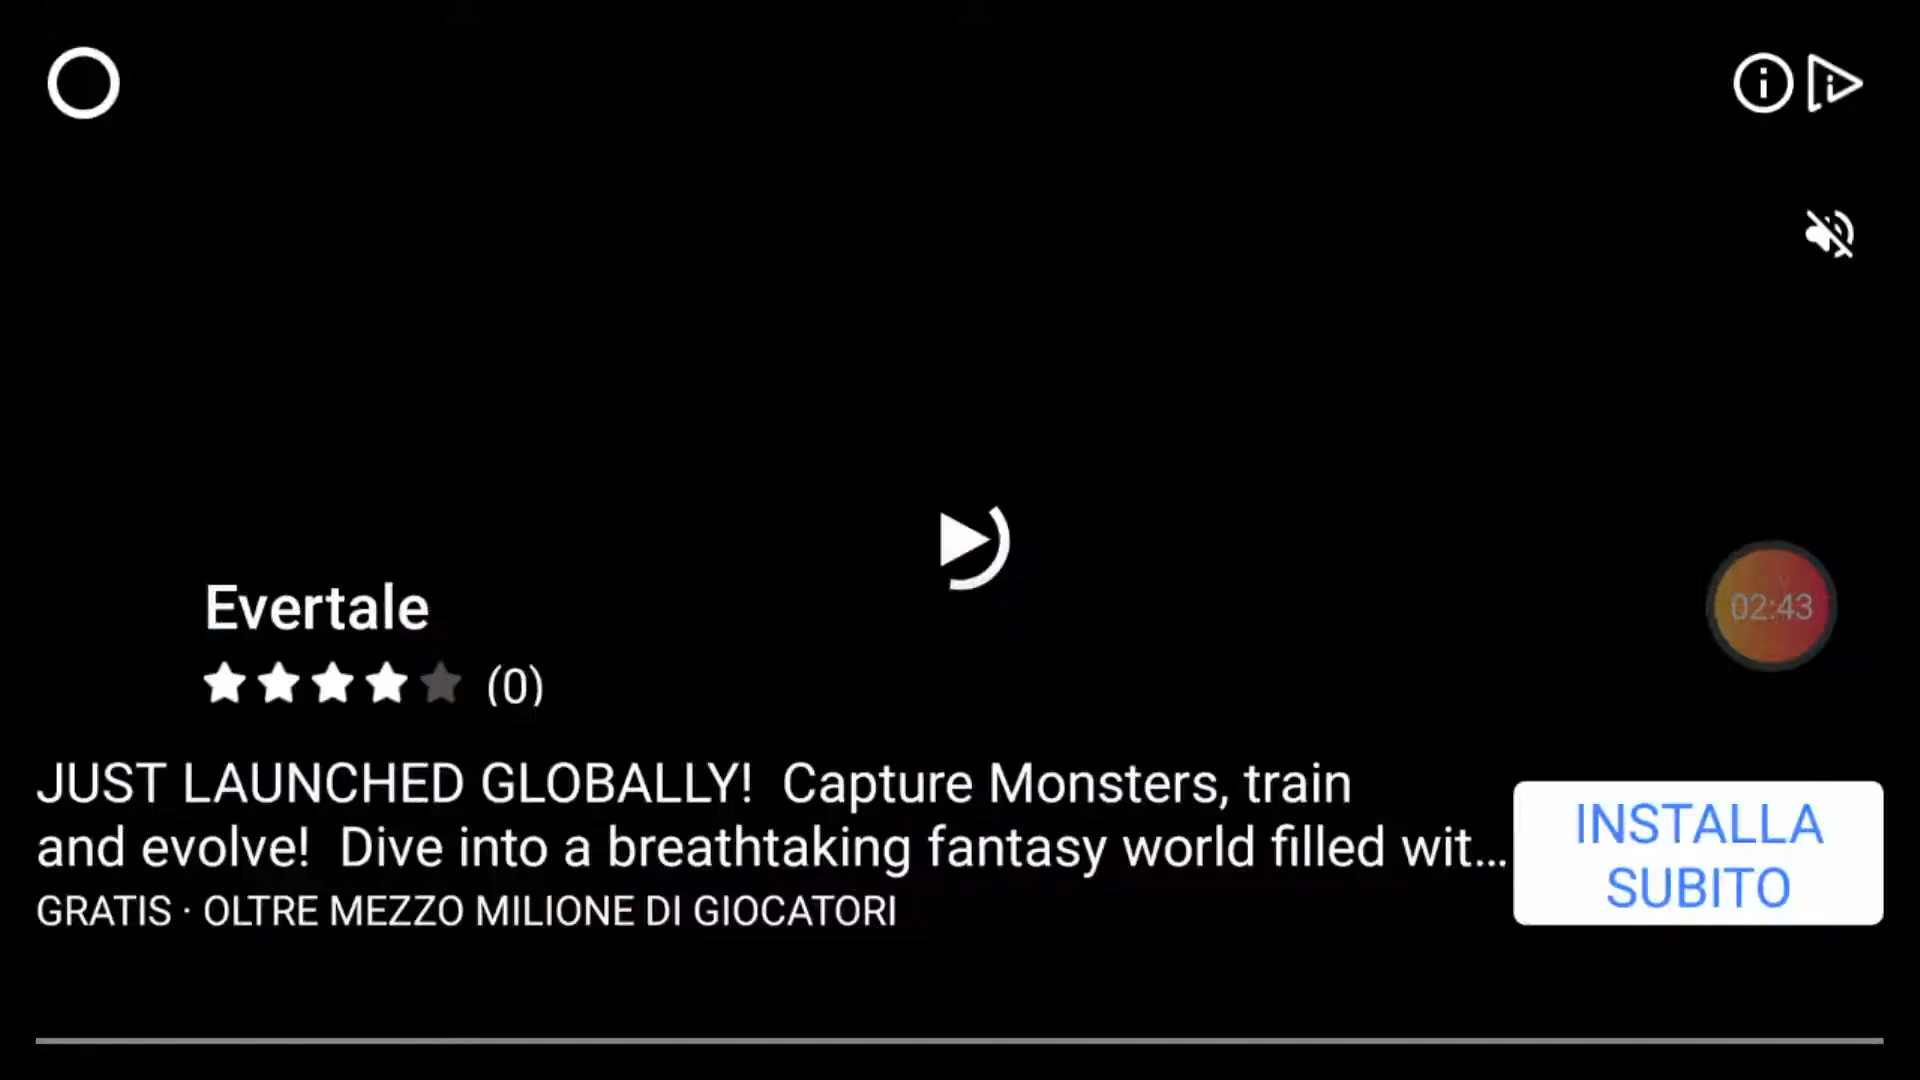 02:43
Evertale
(0)
JUST LAUNCHED GLOBALLY!  Capture Monsters, train
and evolve!  Dive into a breathtaking fantasy world filled wit...
GRATIS · OLTRE MEZZO MILIONE DI GIOCATORI
INSTALLA
SUBITO